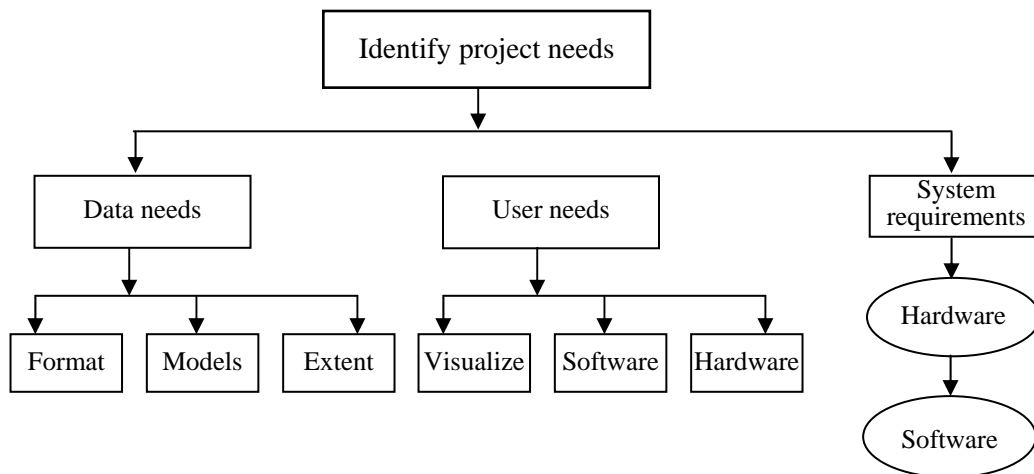 Identify project needs
Data needs
User needs
System
requirements
Format
Models
Extent
Visualize
Software
Hardware
Hardware
Software